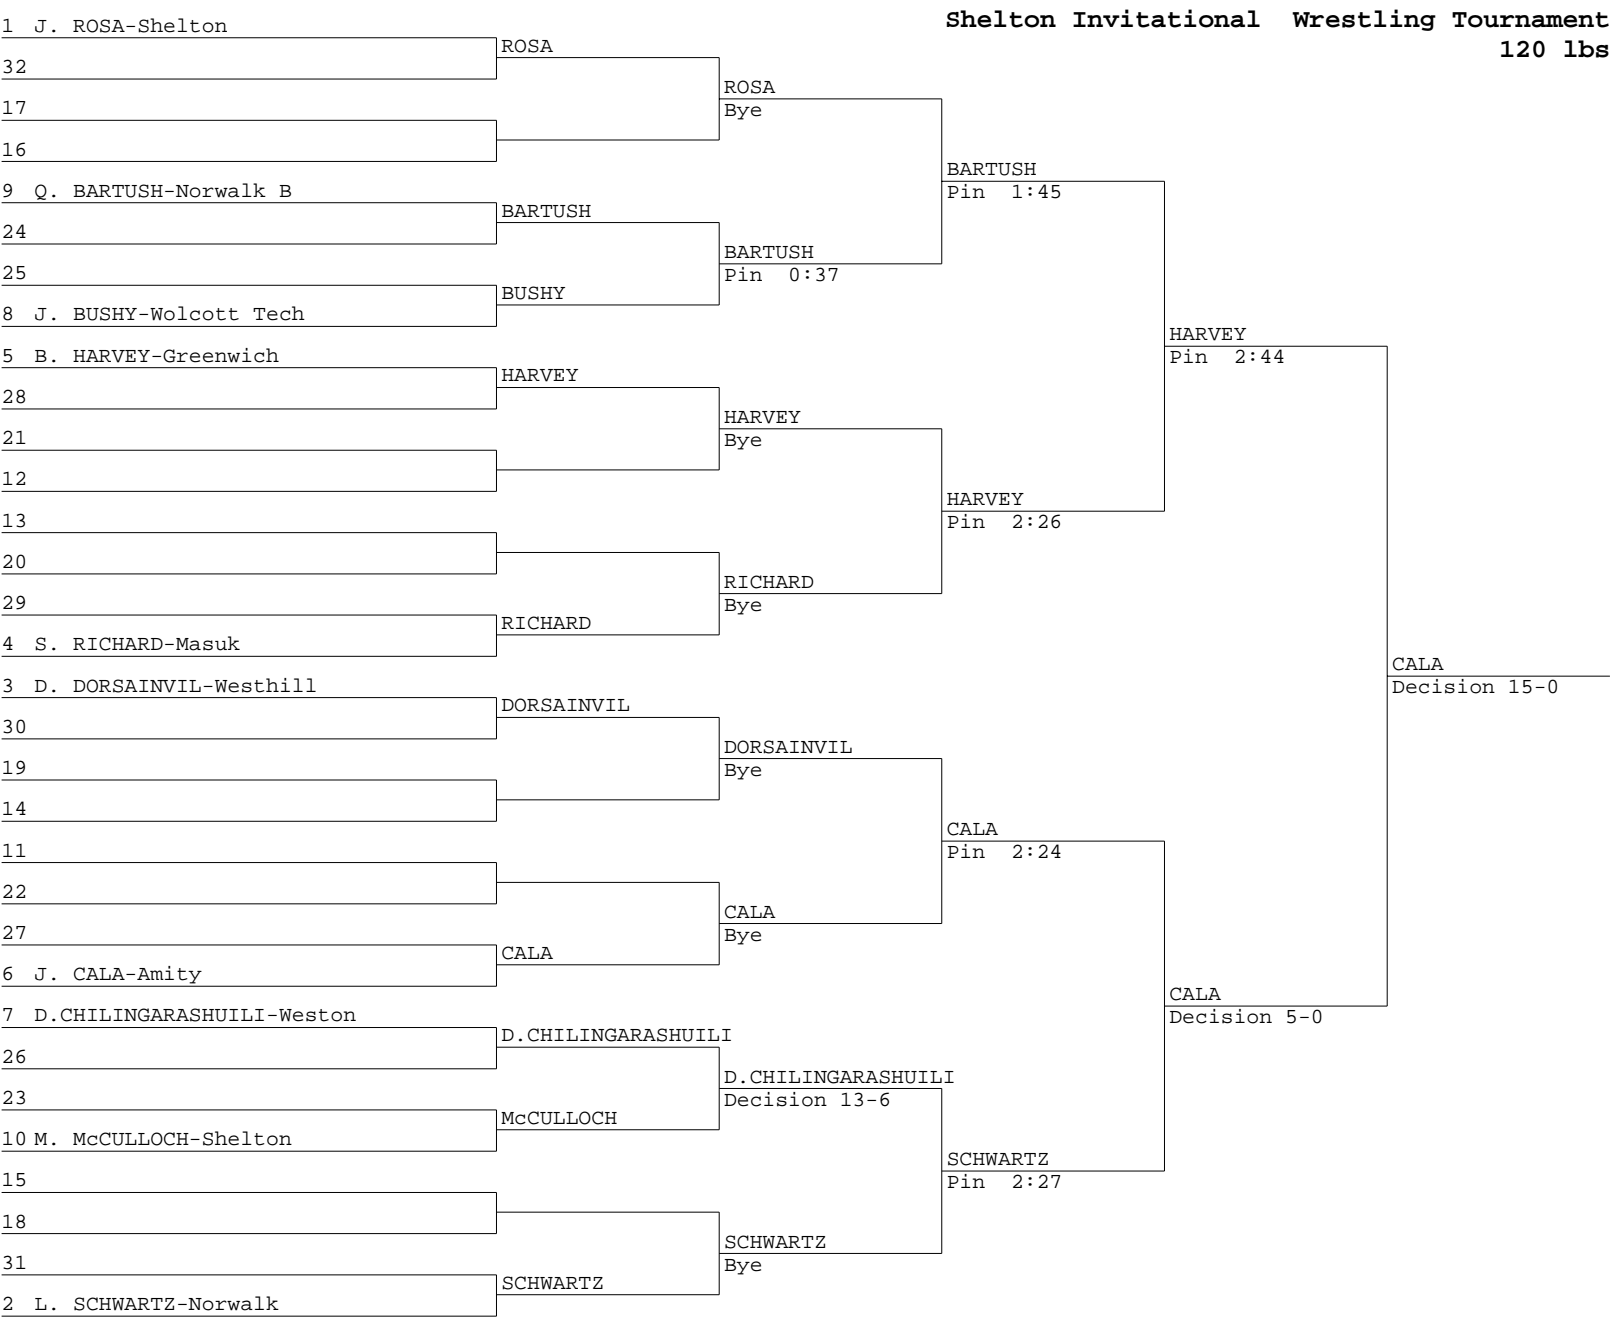 Shelton Invitational  Wrestling Tournament
120 lbs
1 J. ROSA-Shelton
32
17
16
9 Q. BARTUSH-Norwalk B
24
25
8 J. BUSHY-Wolcott Tech
5 B. HARVEY-Greenwich
28
21
12
13
20
29
4 S. RICHARD-Masuk
3 D. DORSAINVIL-Westhill
30
19
14
11
22
27
6 J. CALA-Amity
7 D.CHILINGARASHUILI-Weston
26
23
10 M. McCULLOCH-Shelton
15
18
31
2 L. SCHWARTZ-Norwalk
ROSA
BARTUSH
BUSHY
HARVEY
RICHARD
DORSAINVIL
CALA
D.CHILINGARASHUILI
McCULLOCH
SCHWARTZ
ROSA
Bye
BARTUSH
Pin 0:37
HARVEY
Bye
RICHARD
Bye
DORSAINVIL
Bye
CALA
Bye
D.CHILINGARASHUILI
Decision 13-6
SCHWARTZ
Bye
BARTUSH
Pin 1:45
HARVEY
Pin 2:26
CALA
Pin 2:24
SCHWARTZ
Pin 2:27
HARVEY
Pin 2:44
CALA
Decision 5-0
CALA
Decision 15-0